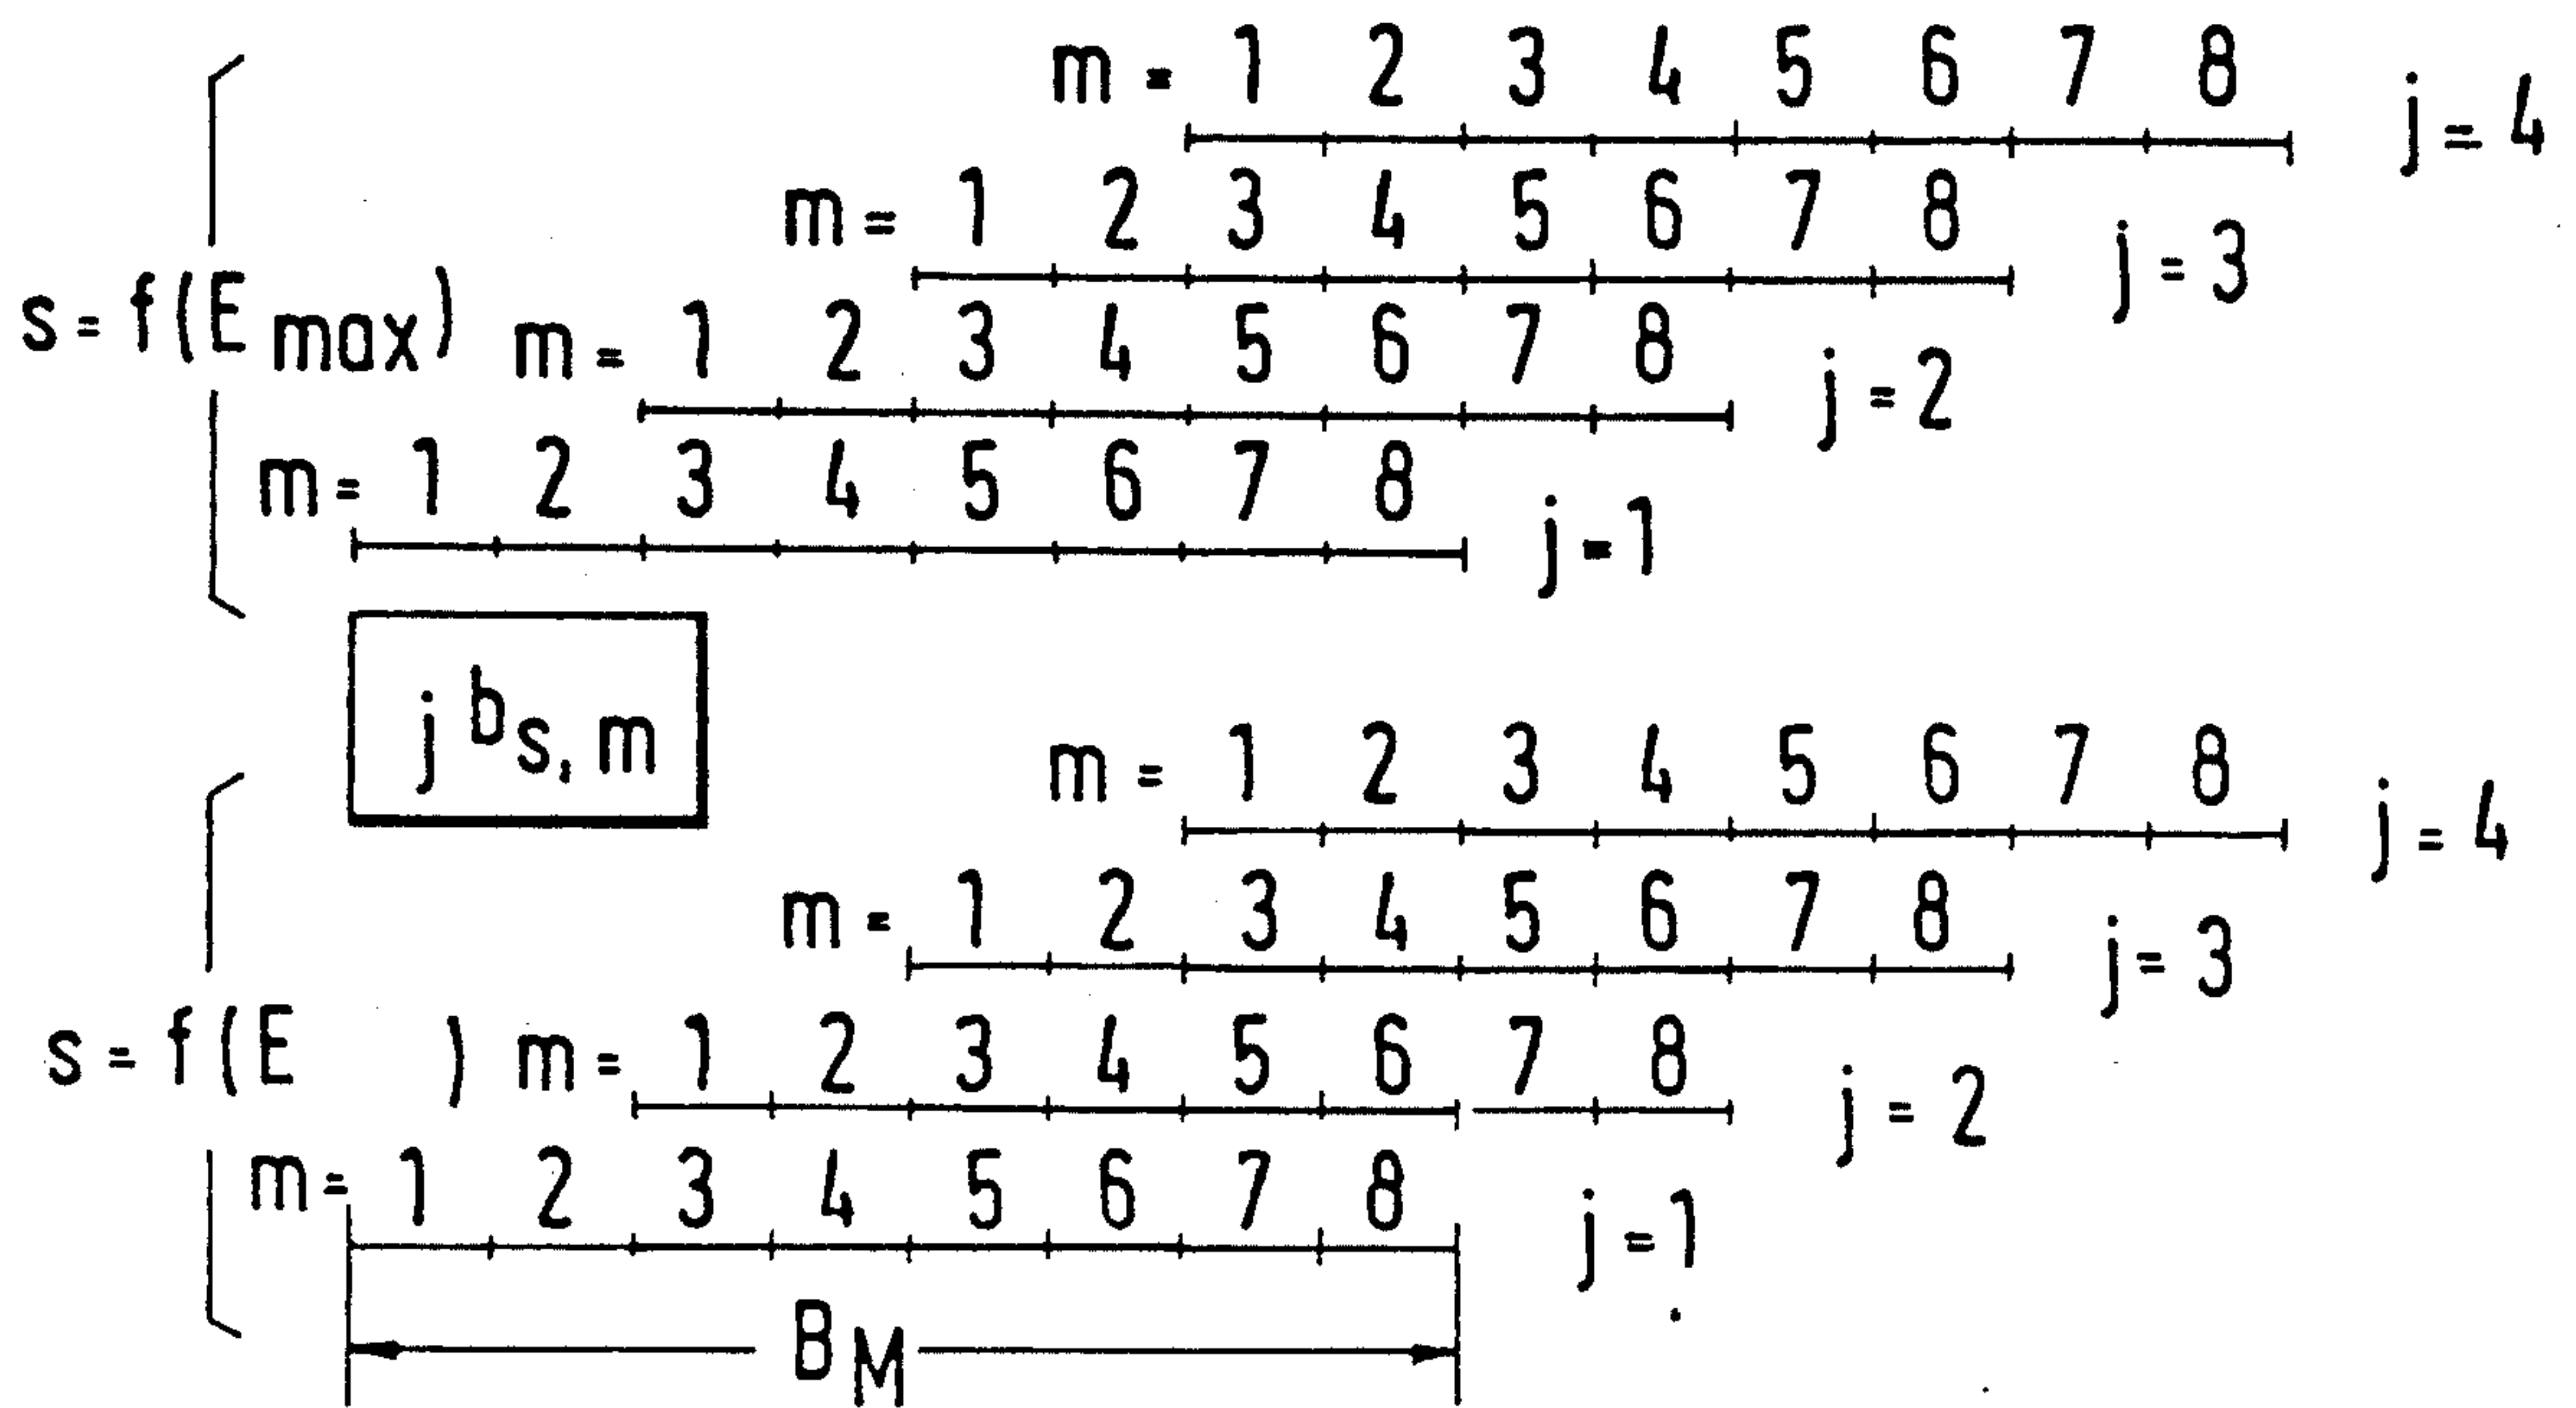 m = 1 2 3 4 5 6 7 8 j = 4
m = 1 2 3 4 5 6 7 8 j = 3
s = f(E max) m = 1 2 3 4 5 6 7 8 j = 2
m = 1 2 3 4 5 6 7 8 j = 1
j b s, m
m = 1 2 3 4 5 6 7 8 j = 4
m = 1 2 3 4 5 6 7 8 j = 3
s = f(E ) m = 1 2 3 4 5 6 7 8 j = 2
m = 1 2 3 4 5 6 7 8 j = 1
B M